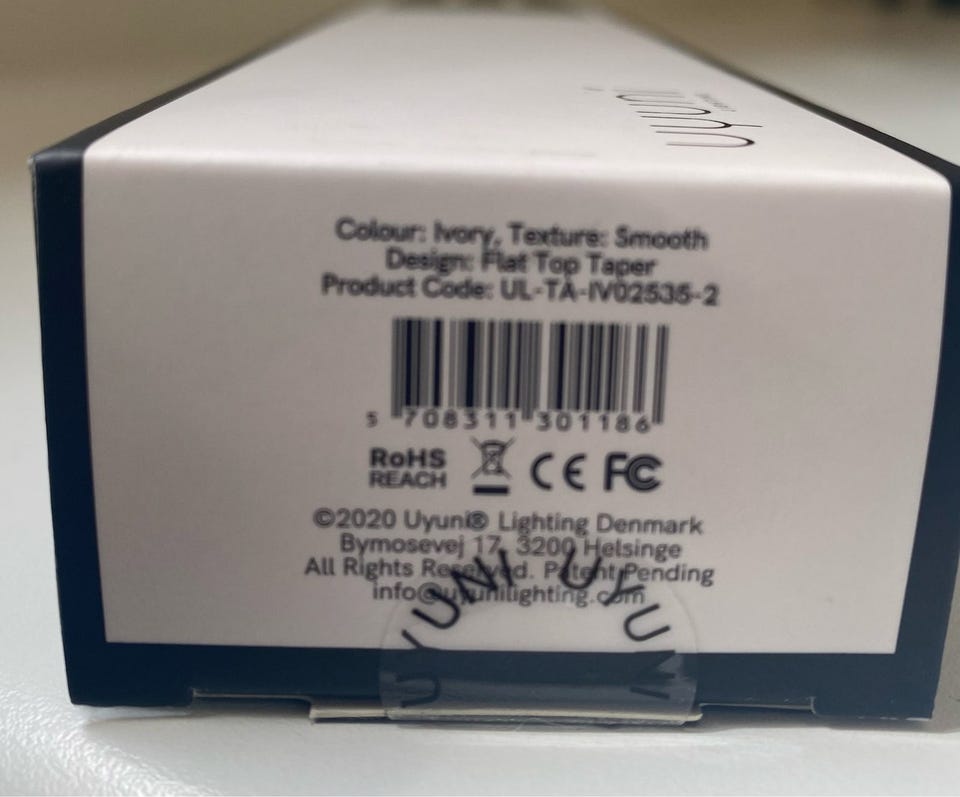 uyuni
Colour: Ivory, Texture: Smooth
Design: Flat Top Taper
Product Code: UL-TA-IV02535-2
5 708311 301186
RoHS
REACH
CE FC
©2020 Uyuni® Lighting Denmark
Bymosevej 17, 3200 Helsinge
All Rights Reserved. Patent Pending
info@uyunilighting.com
UYUNI UYUNI